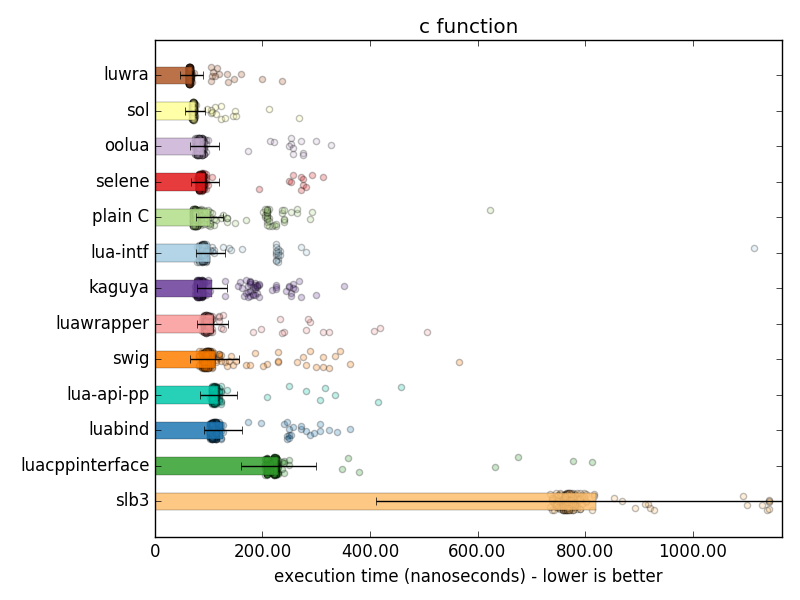 c function
luwra
sol
oolua
selene
plain C
lua-intf
kaguya
luawrapper
swig
lua-api-pp
luabind
luacppinterface
slb3
0 200.00 400.00 600.00 800.00 1000.00
execution time (nanoseconds) - lower is better